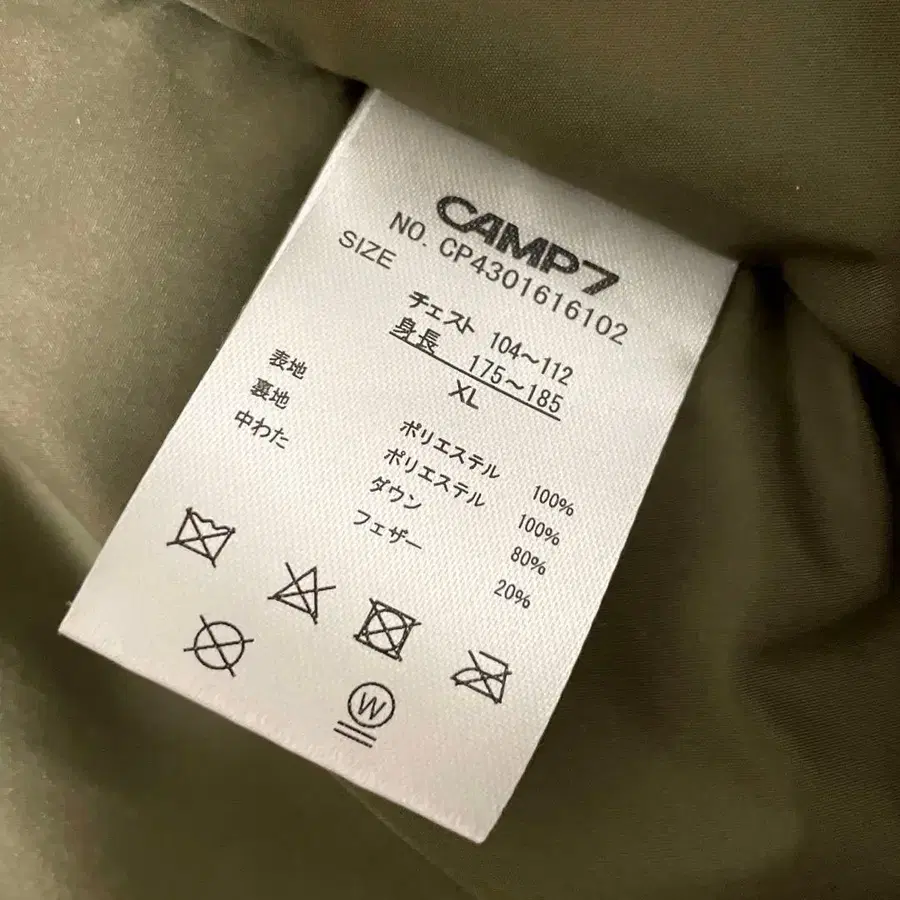 CAMP7
NO. CP4301616102
SIZE
チェスト 104～112
身長 175～185
XL
表地 ポリエステル 100%
裏地 ポリエステル 100%
中わた ダウン 80%
フェザー 20%
W